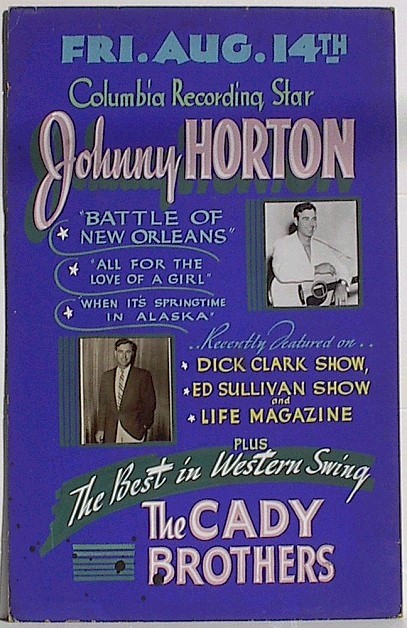 FRI. AUG. 14TH
Columbia Recording Star
Johnny HORTON
"BATTLE OF
NEW ORLEANS"
"ALL FOR THE
LOVE OF A GIRL"
"WHEN IT'S SPRINGTIME
IN ALASKA"
..Recently Featured on..
DICK CLARK SHOW,
ED SULLIVAN SHOW
and
LIFE MAGAZINE
PLUS
The Best in Western Swing
The CADY
BROTHERS